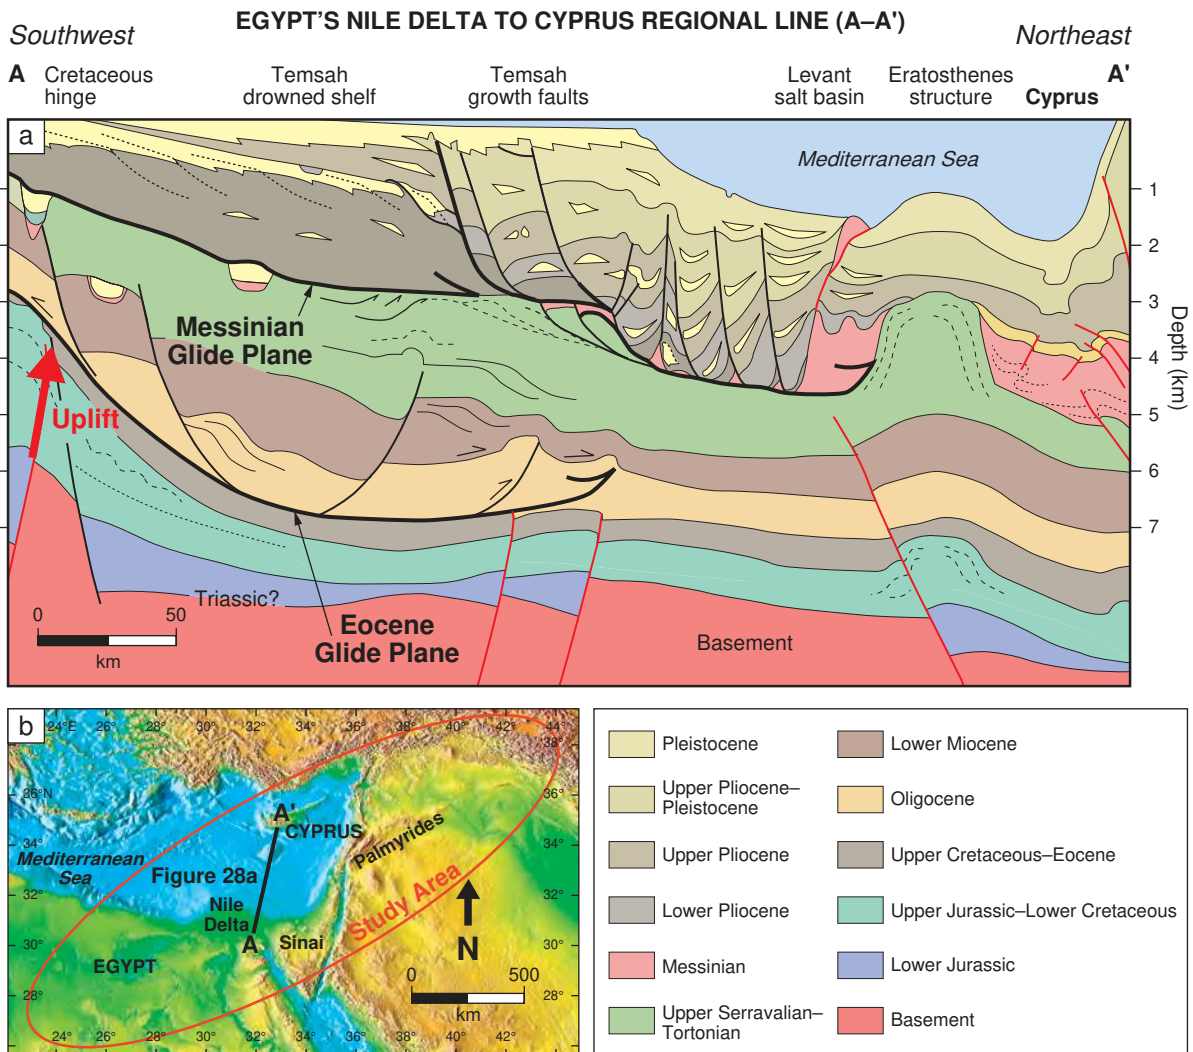 EGYPT'S NILE DELTA TO CYPRUS REGIONAL LINE (A–A')
Southwest
Northeast
A
Cretaceous
hinge
Temsah
drowned shelf
Temsah
growth faults
Levant
salt basin
Eratosthenes
structure
Cyprus
A'
a
Mediterranean Sea
1
2
3
4
5
6
7
Depth (km)
Messinian
Glide Plane
Uplift
Triassic?
0
50
km
Eocene
Glide Plane
Basement
b
24°E
26°
28°
30°
32°
34°
36°
38°
40°
42°
44°
38°
36°N
36°
A'
CYPRUS
34°
34°
Palmyrides
Mediterranean
Sea
Figure 28a
32°
32°
Nile
Delta
Study Area
A
Sinai
N
30°
30°
EGYPT
0
500
km
28°
28°
24°
26°
28°
30°
32°
34°
36°
38°
40°
42°
Pleistocene
Upper Pliocene–
Pleistocene
Upper Pliocene
Lower Pliocene
Messinian
Upper Serravalian–
Tortonian
Lower Miocene
Oligocene
Upper Cretaceous–Eocene
Upper Jurassic–Lower Cretaceous
Lower Jurassic
Basement